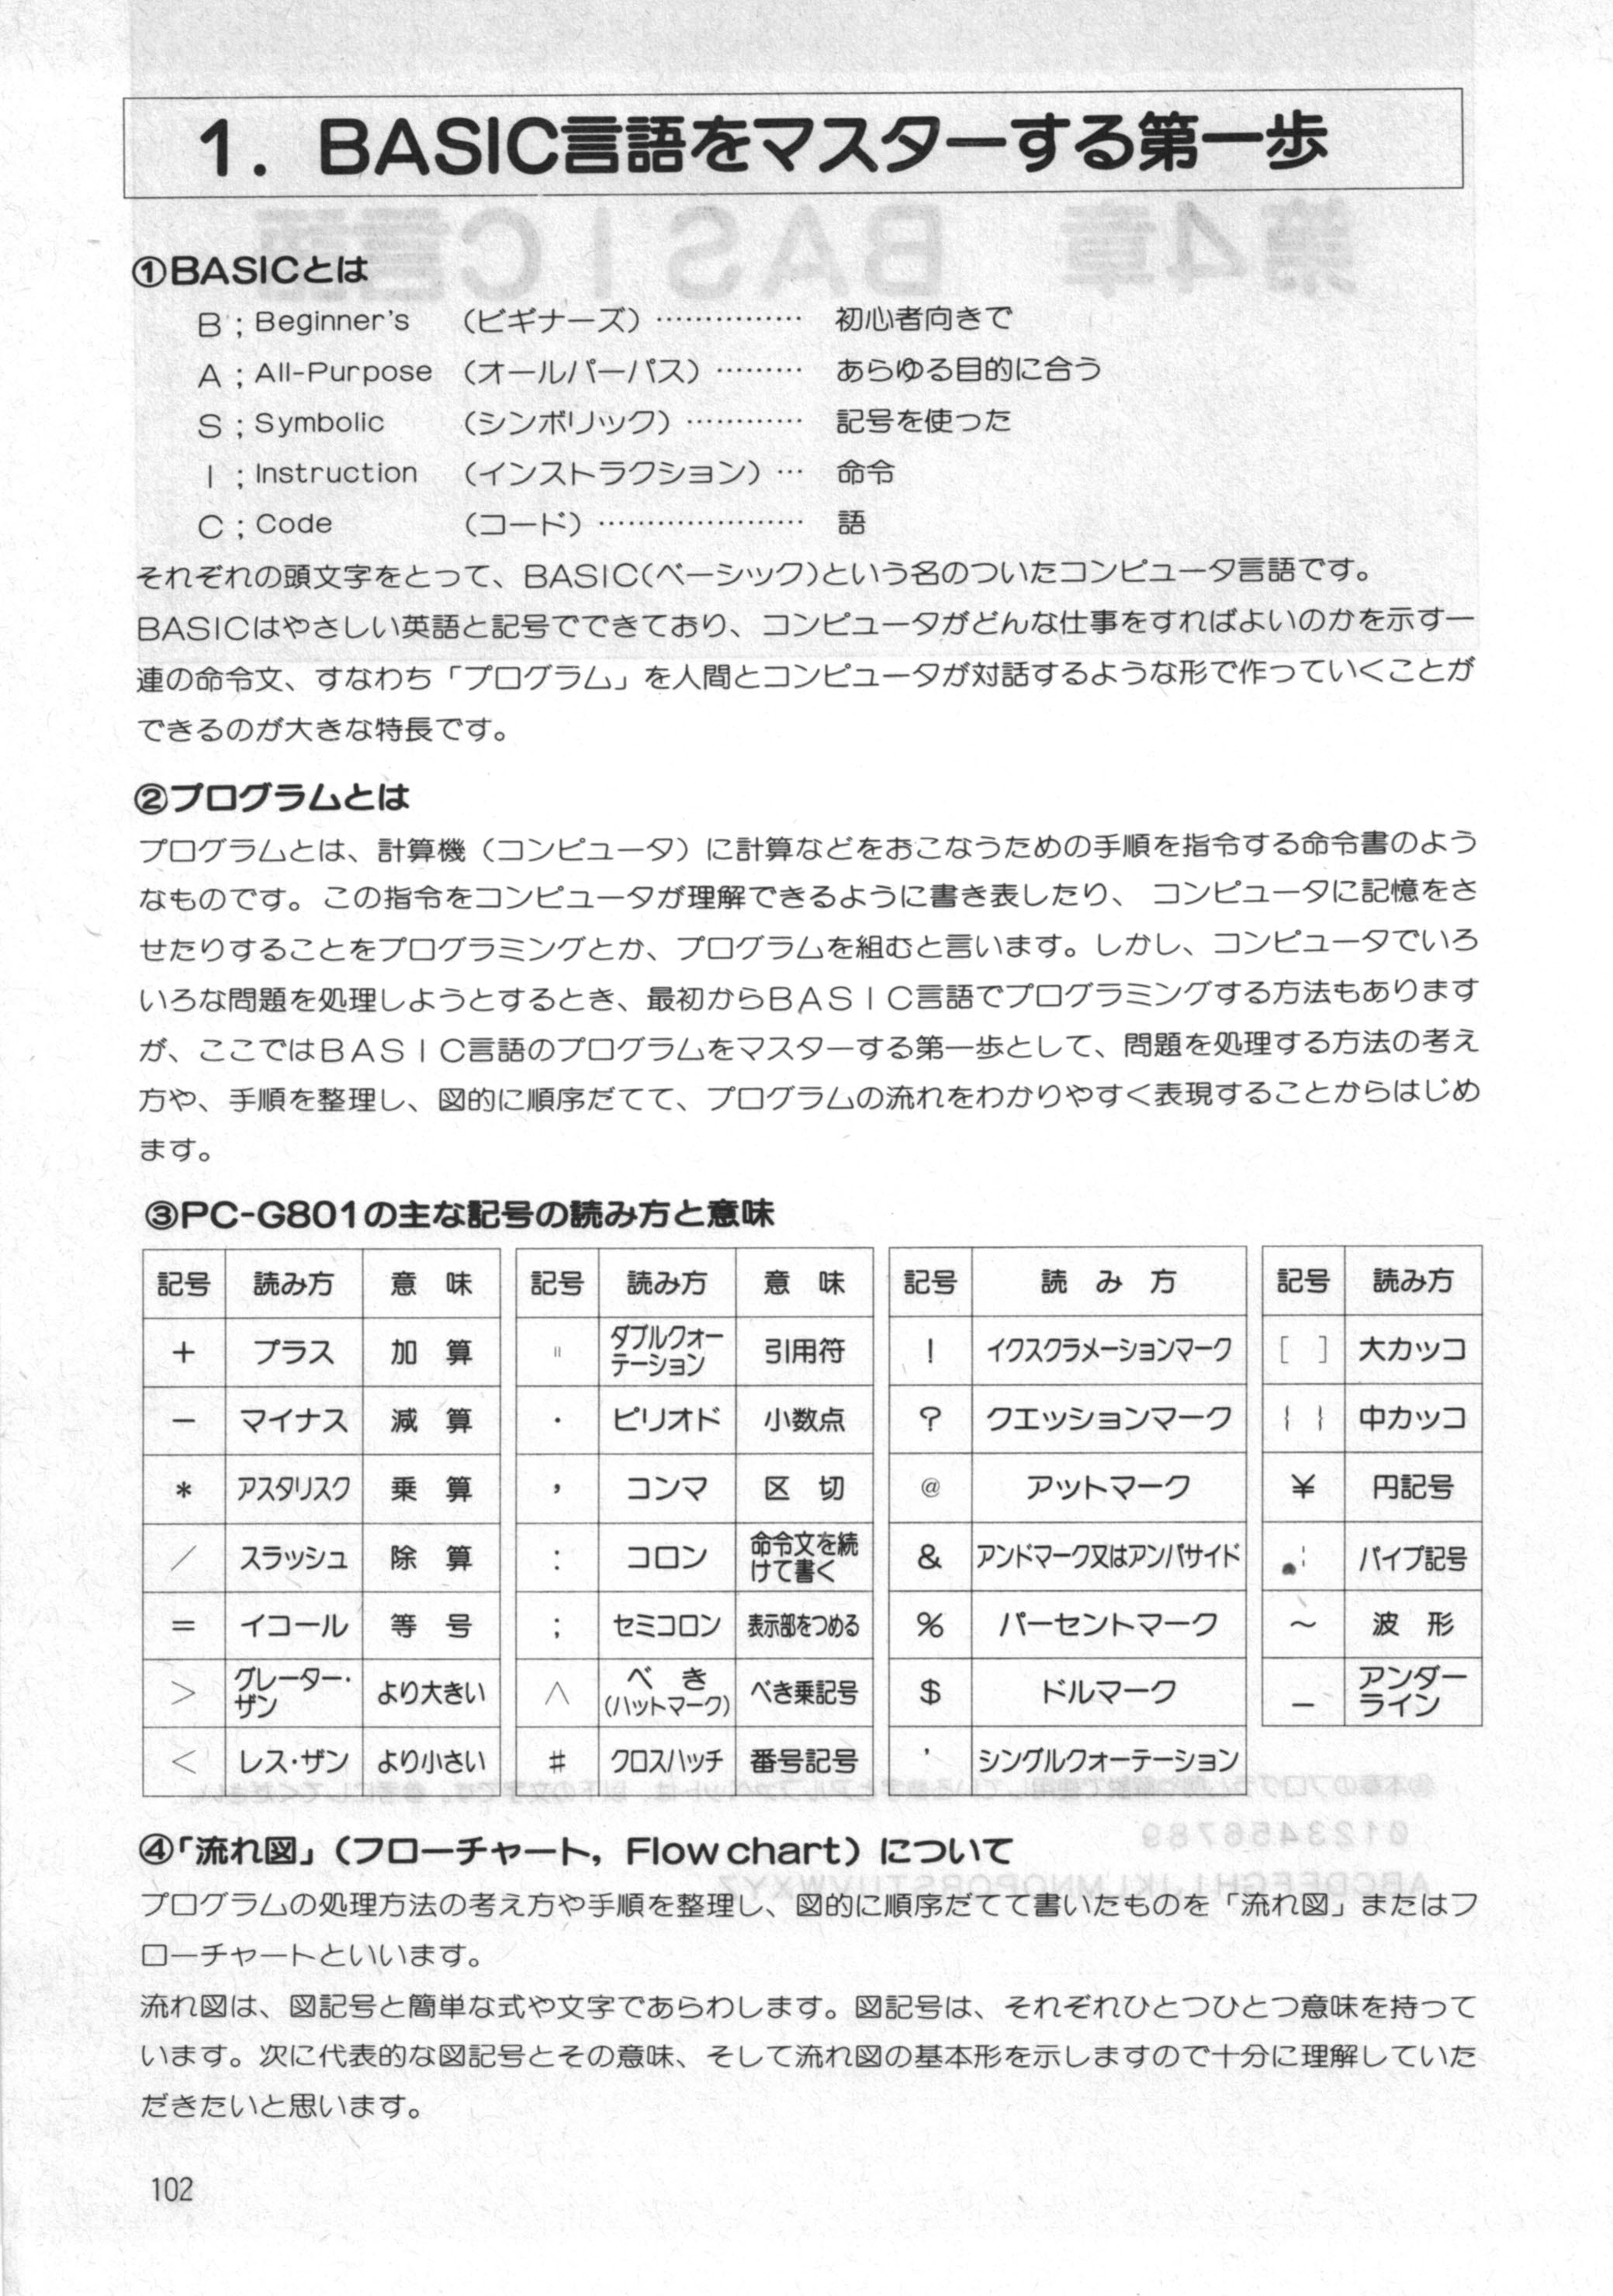 1．BASIC言語をマスターする第一歩
①BASICとは
B ; Beginner's （ビギナーズ）…………… 初心者向きで
A ; All-Purpose （オールパーパス）……… あらゆる目的に合う
S ; Symbolic （シンボリック）………… 記号を使つた
I ; Instruction （インストラクション）… 命令
C ; Code （コード）………………… 語
それぞれの頭文字をとって、BASIC(ベーシック)という名のついたコンピュータ言語です。
BASICはやさしい英語と記号でできており、コンピュータがどんな仕事をすればよいのかを示す一
連の命令文、すなわち「プログラム」を人間とコンピュータが対話するような形で作っていくことが
できるのが大きな特長です。
②プログラムとは
プログラムとは、計算機（コンピュータ）に計算などをおこなうための手順を指令する命令書のよう
なものです。この指令をコンピュータが理解できるように書き表したり、 コンピュータに記憶をさ
せたりすることをプログラミングとか、プログラムを組むと言います。しかし、コンピュータでいろ
いろな問題を処理しようとするとき、最初からBASIC言語でプログラミングする方法もあります
が、ここではBASIC言語のプログラムをマスターする第一歩として、問題を処理する方法の考え
方や、手順を整理し、図的に順序だてて、プログラムの流れをわかりやすく表現することからはじめ
ます。
③PC-G801の主な記号の読み方と意味
記号 読み方 意 味 記号 読み方 意 味 記号 読 み 方 記号 読み方
＋ プラス 加 算 " ダブルクォーテーション 引用符 ! イクスクラメーションマーク [ ] 大カッコ
－ マイナス 減 算 . ピリオド 小数点 ? クエッションマーク { } 中カッコ
* アスタリスク 乗 算 , コンマ 区 切 @ アットマーク ¥ 円記号
／ スラッシュ 除 算 : コロン 命令文を続けて書く & アンドマーク又はアンパサイド ¦ パイプ記号
＝ イコール 等 号 ; セミコロン 表示部をつめる % パーセントマーク ～ 波 形
＞ グレーター・ザン より大きい ∧ べ き (ハットマーク) べき乗記号 $ ドルマーク _ アンダーライン
＜ レス・ザン より小さい # クロスハッチ 番号記号 ' シングルクォーテーション
④「流れ図」（フローチャート，Flow chart）について
プログラムの処理方法の考え方や手順を整理し、図的に順序だてて書いたものを「流れ図」またはフ
ローチャートといいます。
流れ図は、図記号と簡単な式や文字であらわします。図記号は、それぞれひとつひとつ意味を持って
います。次に代表的な図記号とその意味、そして流れ図の基本形を示しますので十分に理解していた
だきたいと思います。
102